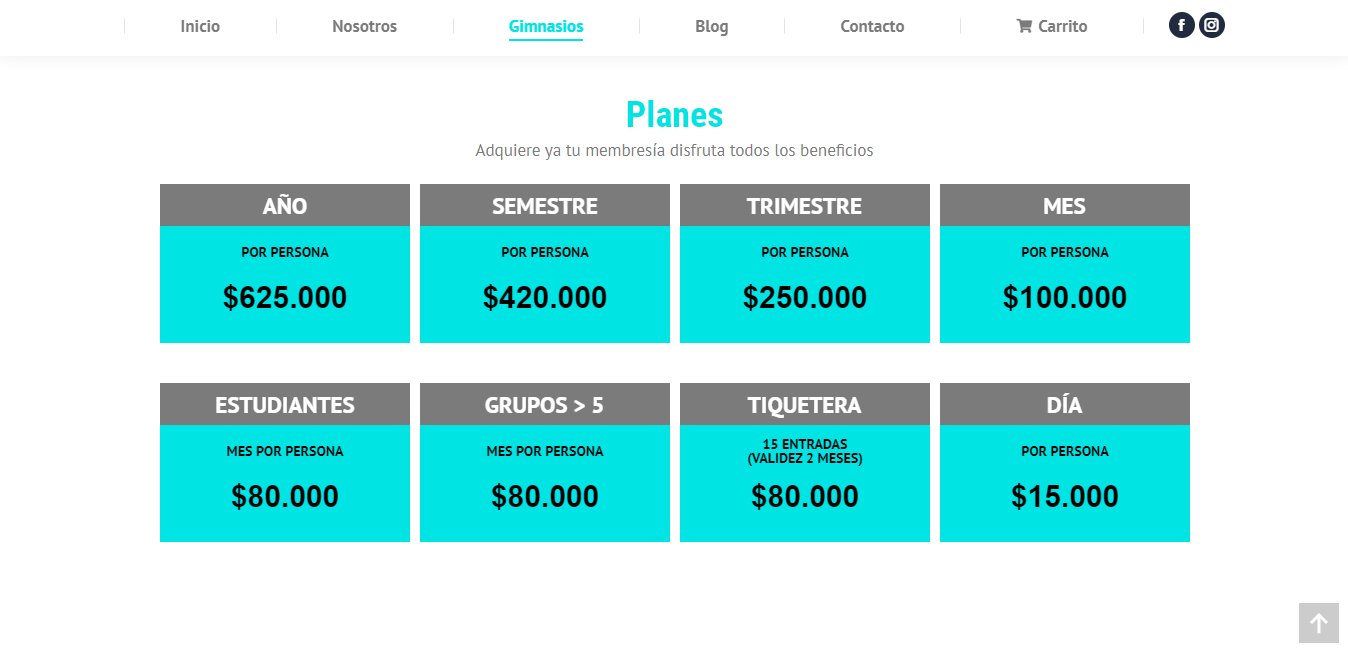 Inicio
Nosotros
Gimnasios
Blog
Contacto
Carrito
Planes
Adquiere ya tu membresía disfruta todos los beneficios
AÑO
POR PERSONA
$625.000
SEMESTRE
POR PERSONA
$420.000
TRIMESTRE
POR PERSONA
$250.000
MES
POR PERSONA
$100.000
ESTUDIANTES
MES POR PERSONA
$80.000
GRUPOS > 5
MES POR PERSONA
$80.000
TIQUETERA
15 ENTRADAS
(VALIDEZ 2 MESES)
$80.000
DÍA
POR PERSONA
$15.000